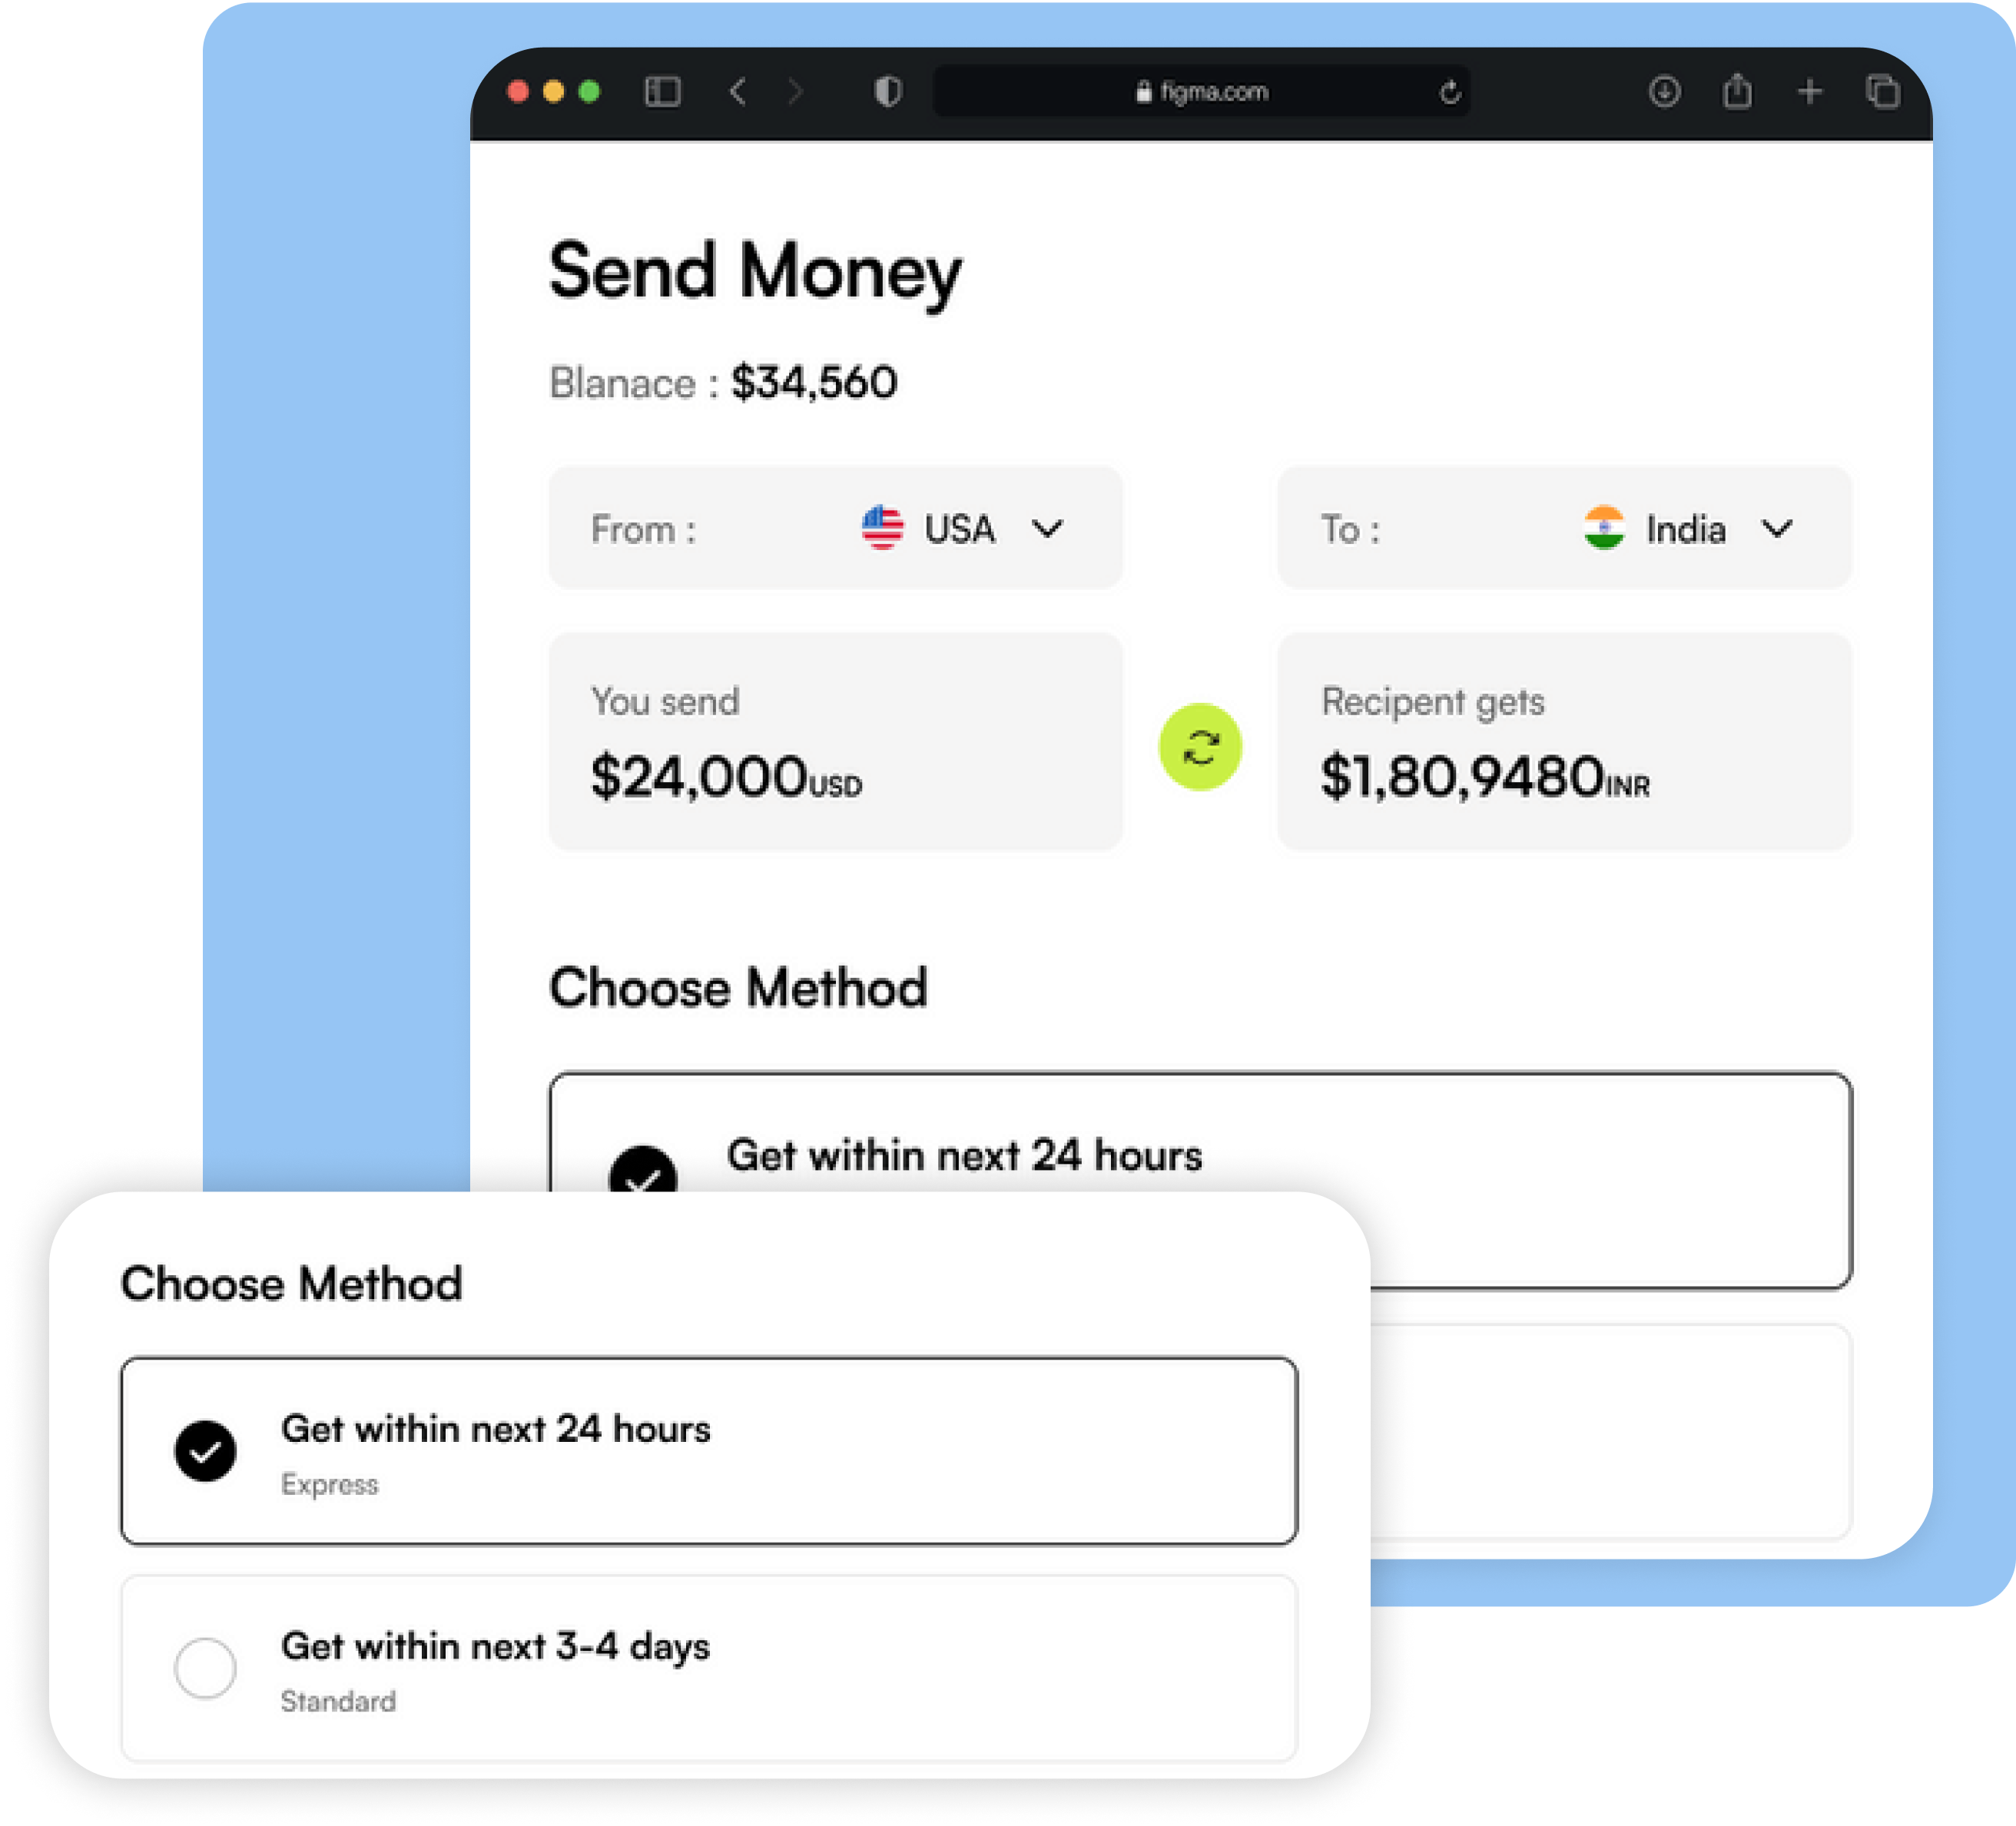 figma.com
Send Money
Blanace : $34,560
From : USA
To : India
You send
$24,000USD
Recipent gets
$1,80,9480INR
Choose Method
Get within next 24 hours
Choose Method
Get within next 24 hours
Express
Get within next 3-4 days
Standard